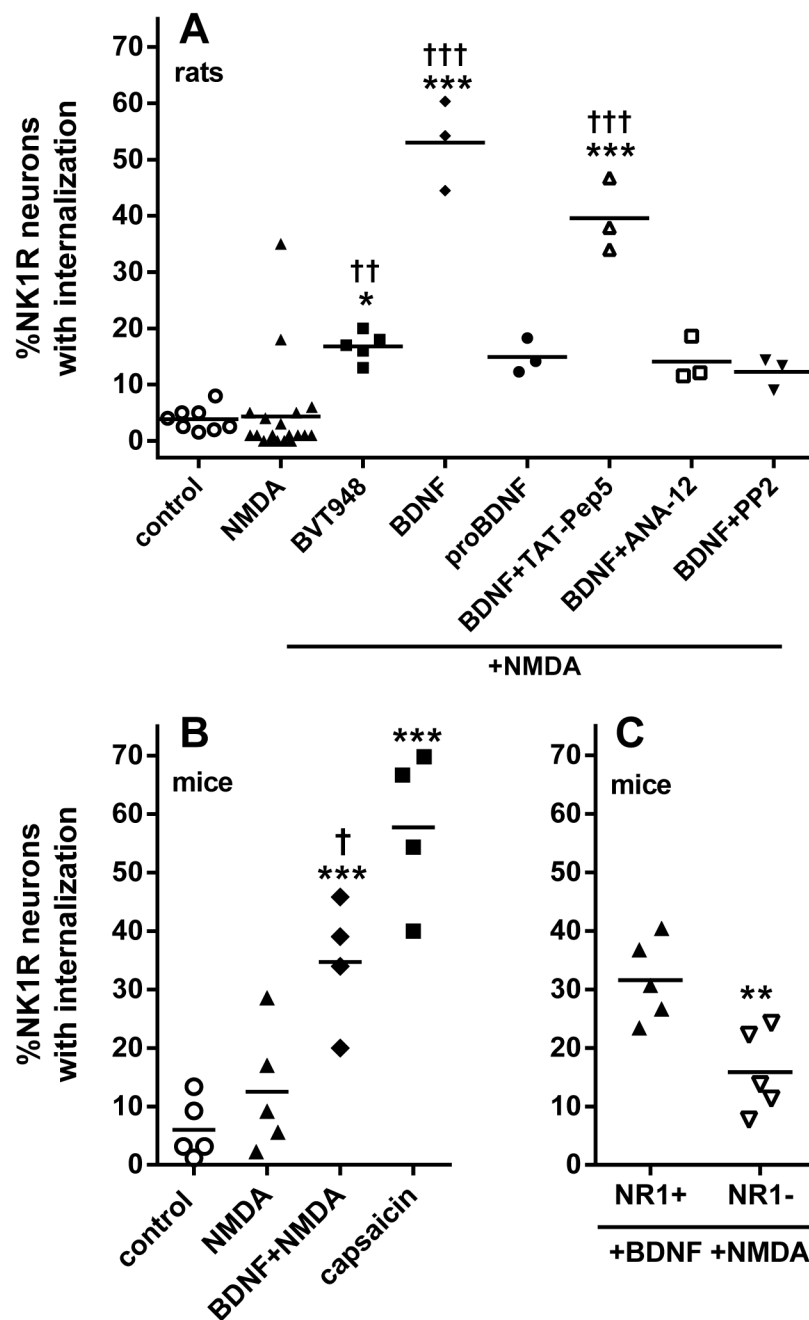 A
rats
%NK1R neurons
with internalization
70
60
50
40
30
20
10
0
††
*
†††
***
†††
***
control
NMDA
BVT948
BDNF
proBDNF
BDNF+TAT-Pep5
BDNF+ANA-12
BDNF+PP2
+NMDA
B
mice
%NK1R neurons
with internalization
70
60
50
40
30
20
10
0
†
***
***
control
NMDA
BDNF+NMDA
capsaicin
C
mice
70
60
50
40
30
20
10
0
**
NR1+ NR1-
+BDNF +NMDA